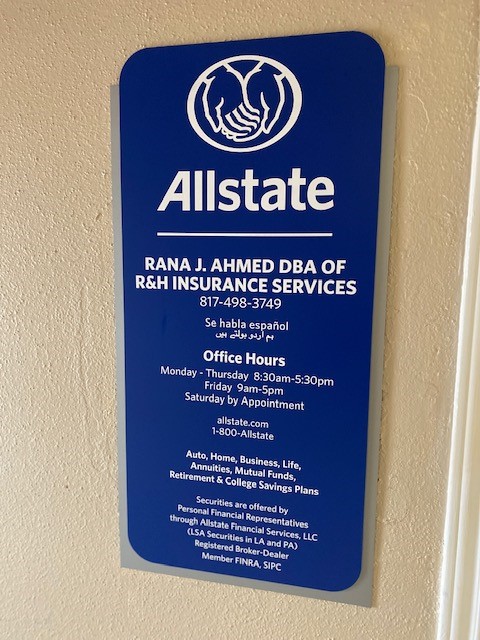 Allstate
RANA J. AHMED DBA OF
R&H INSURANCE SERVICES
817-498-3749
Se habla español
ہم اردو بولتے ہیں
Office Hours
Monday - Thursday 8:30am-5:30pm
Friday 9am-5pm
Saturday by Appointment
allstate.com
1-800-Allstate
Auto, Home, Business, Life,
Annuities, Mutual Funds,
Retirement & College Savings Plans
Securities are offered by
Personal Financial Representatives
through Allstate Financial Services, LLC
(LSA Securities in LA and PA)
Registered Broker-Dealer
Member FINRA, SIPC